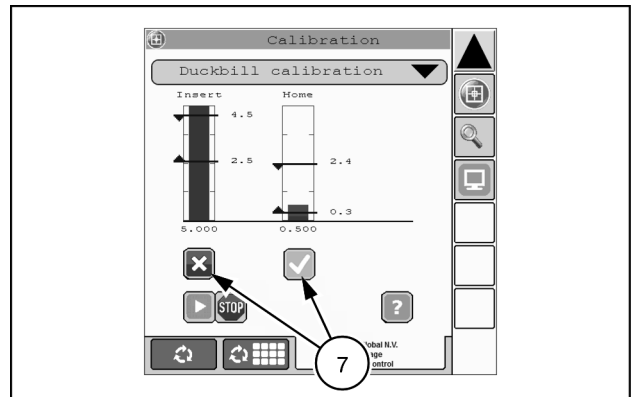 Calibration
Duckbill calibration
Insert Home
4.5
2.5 2.4
0.3
5.000 0.500
STOP ?
N.V.
7